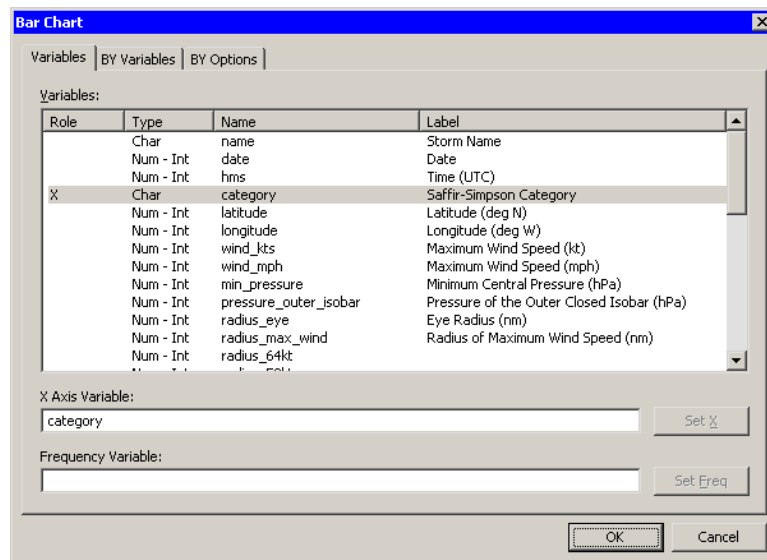 Bar Chart
Variables BY Variables BY Options
Variables:
Role Type Name Label
Char name Storm Name
Num - Int date Date
Num - Int hms Time (UTC)
X Char category Saffir-Simpson Category
Num - Int latitude Latitude (deg N)
Num - Int longitude Longitude (deg W)
Num - Int wind_kts Maximum Wind Speed (kt)
Num - Int wind_mph Maximum Wind Speed (mph)
Num - Int min_pressure Minimum Central Pressure (hPa)
Num - Int pressure_outer_isobar Pressure of the Outer Closed Isobar (hPa)
Num - Int radius_eye Eye Radius (nm)
Num - Int radius_max_wind Radius of Maximum Wind Speed (nm)
Num - Int radius_64kt
X Axis Variable:
category Set X
Frequency Variable:
Set Freq
OK Cancel